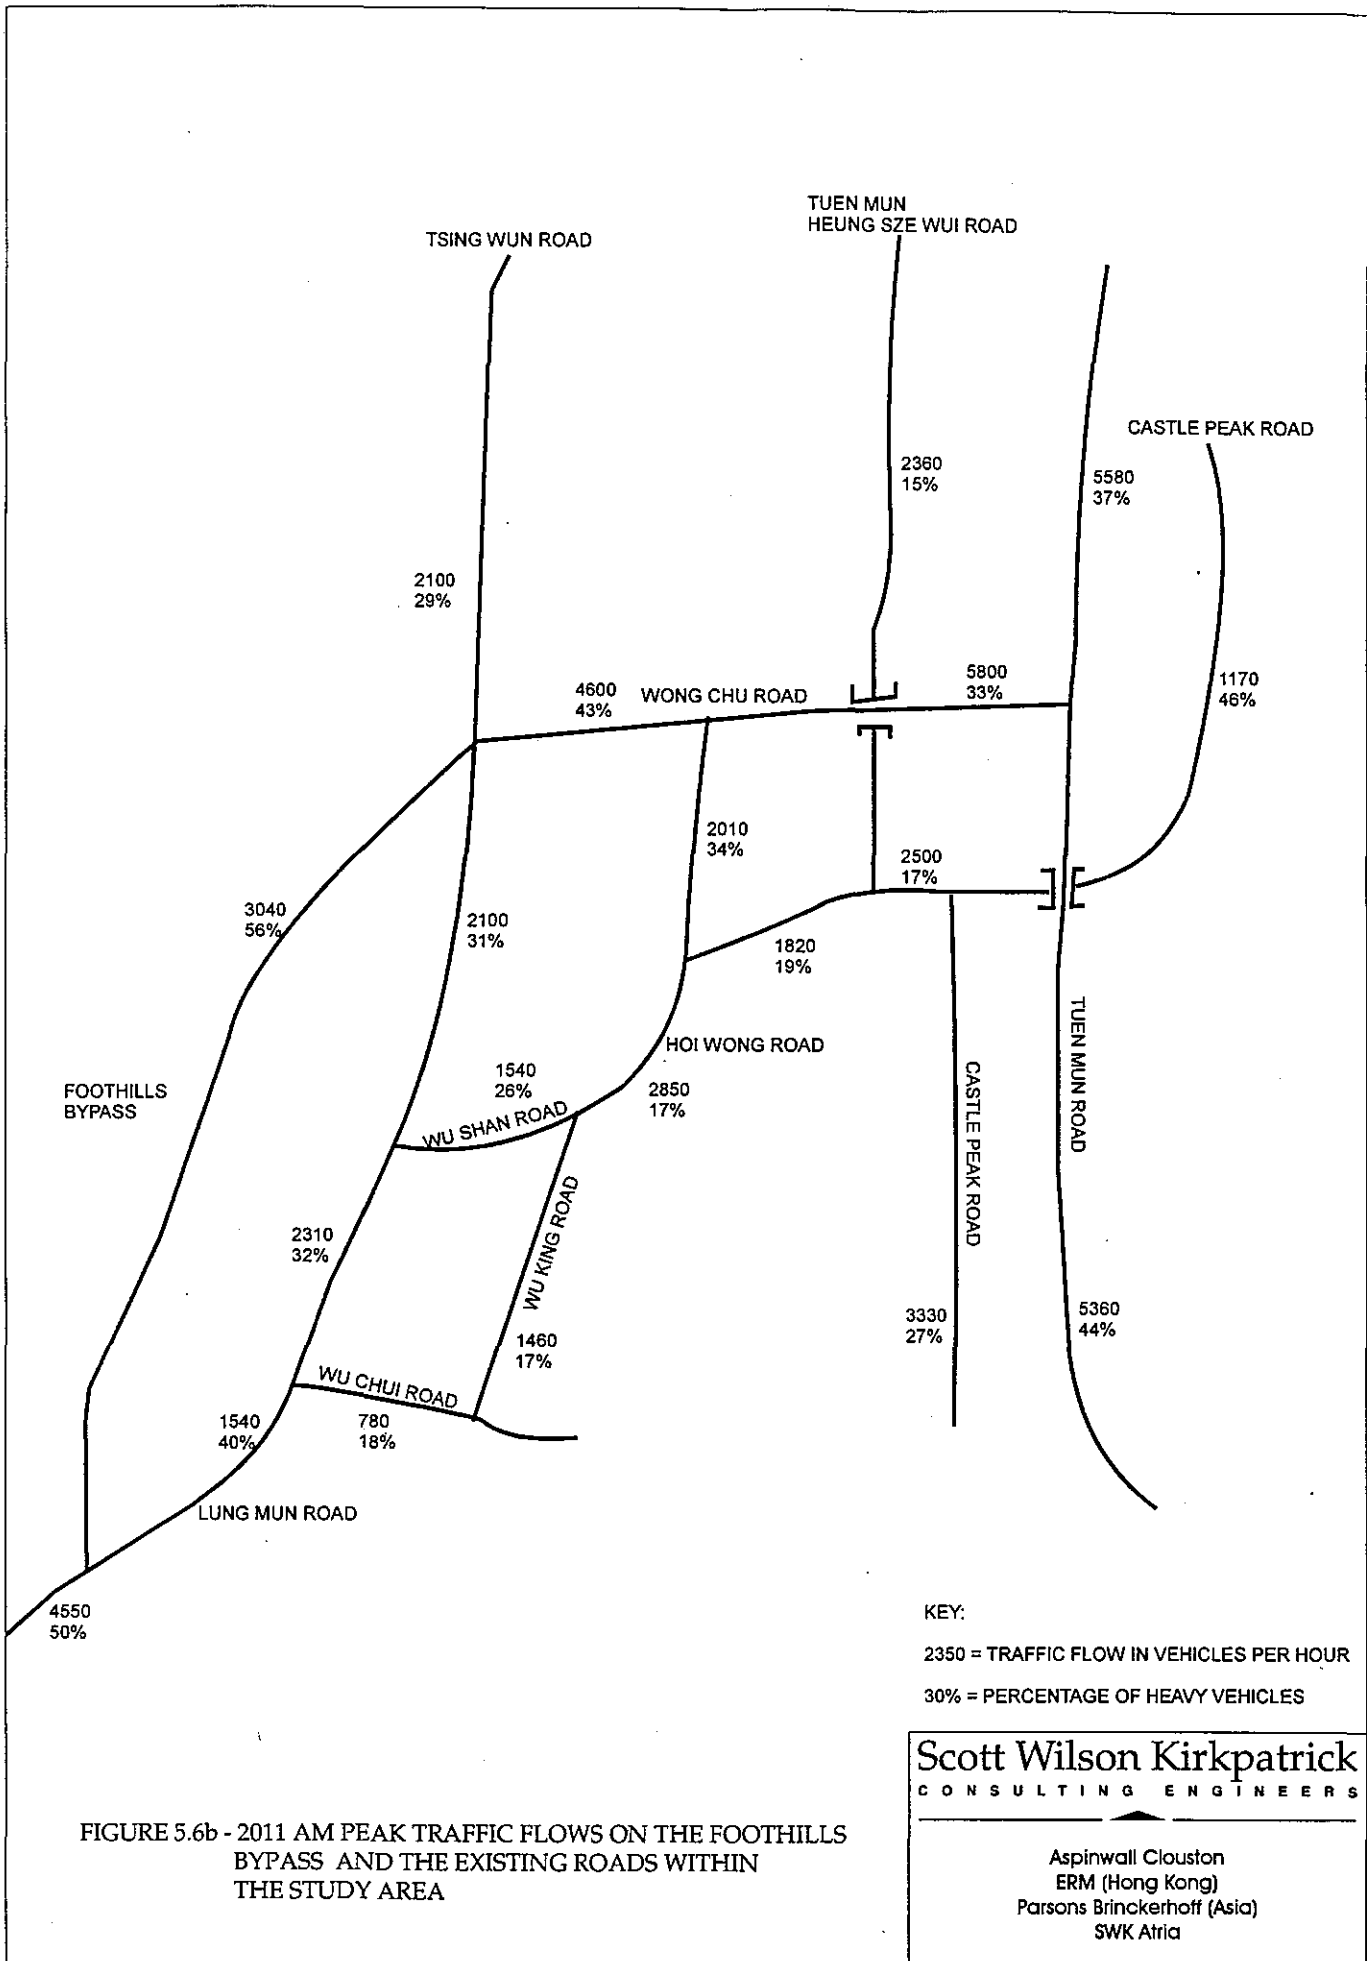 TUEN MUN
HEUNG SZE WUI ROAD
TSING WUN ROAD
CASTLE PEAK ROAD
2360
15%
5580
37%
2100
29%
5800
33%
1170
46%
4600
43%
WONG CHU ROAD
2010
34%
2500
17%
3040
56%
2100
31%
1820
19%
TUEN MUN ROAD
HOI WONG ROAD
1540
26%
2850
17%
CASTLE PEAK ROAD
FOOTHILLS
BYPASS
WU SHAN ROAD
WU KING ROAD
2310
32%
3330
27%
5360
44%
1460
17%
WU CHUI ROAD
1540
40%
780
18%
LUNG MUN ROAD
4550
50%
KEY:
2350 = TRAFFIC FLOW IN VEHICLES PER HOUR
30% = PERCENTAGE OF HEAVY VEHICLES
Scott Wilson Kirkpatrick
CONSULTING ENGINEERS
Aspinwall Clouston
ERM (Hong Kong)
Parsons Brinckerhoff (Asia)
SWK Atria
FIGURE 5.6b - 2011 AM PEAK TRAFFIC FLOWS ON THE FOOTHILLS
BYPASS AND THE EXISTING ROADS WITHIN
THE STUDY AREA